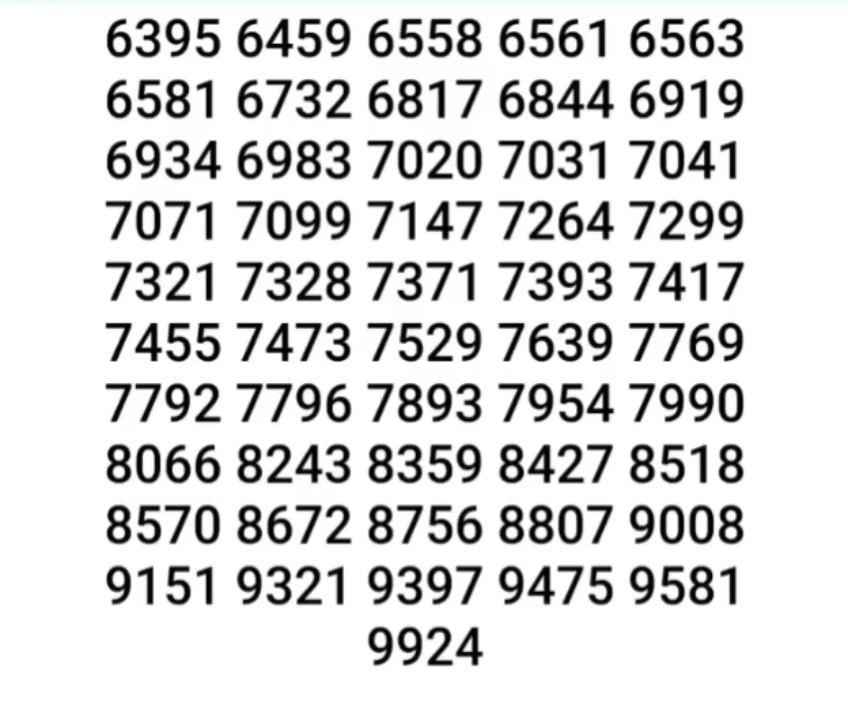 6395 6459 6558 6561 6563
6581 6732 6817 6844 6919
6934 6983 7020 7031 7041
7071 7099 7147 7264 7299
7321 7328 7371 7393 7417
7455 7473 7529 7639 7769
7792 7796 7893 7954 7990
8066 8243 8359 8427 8518
8570 8672 8756 8807 9008
9151 9321 9397 9475 9581
9924